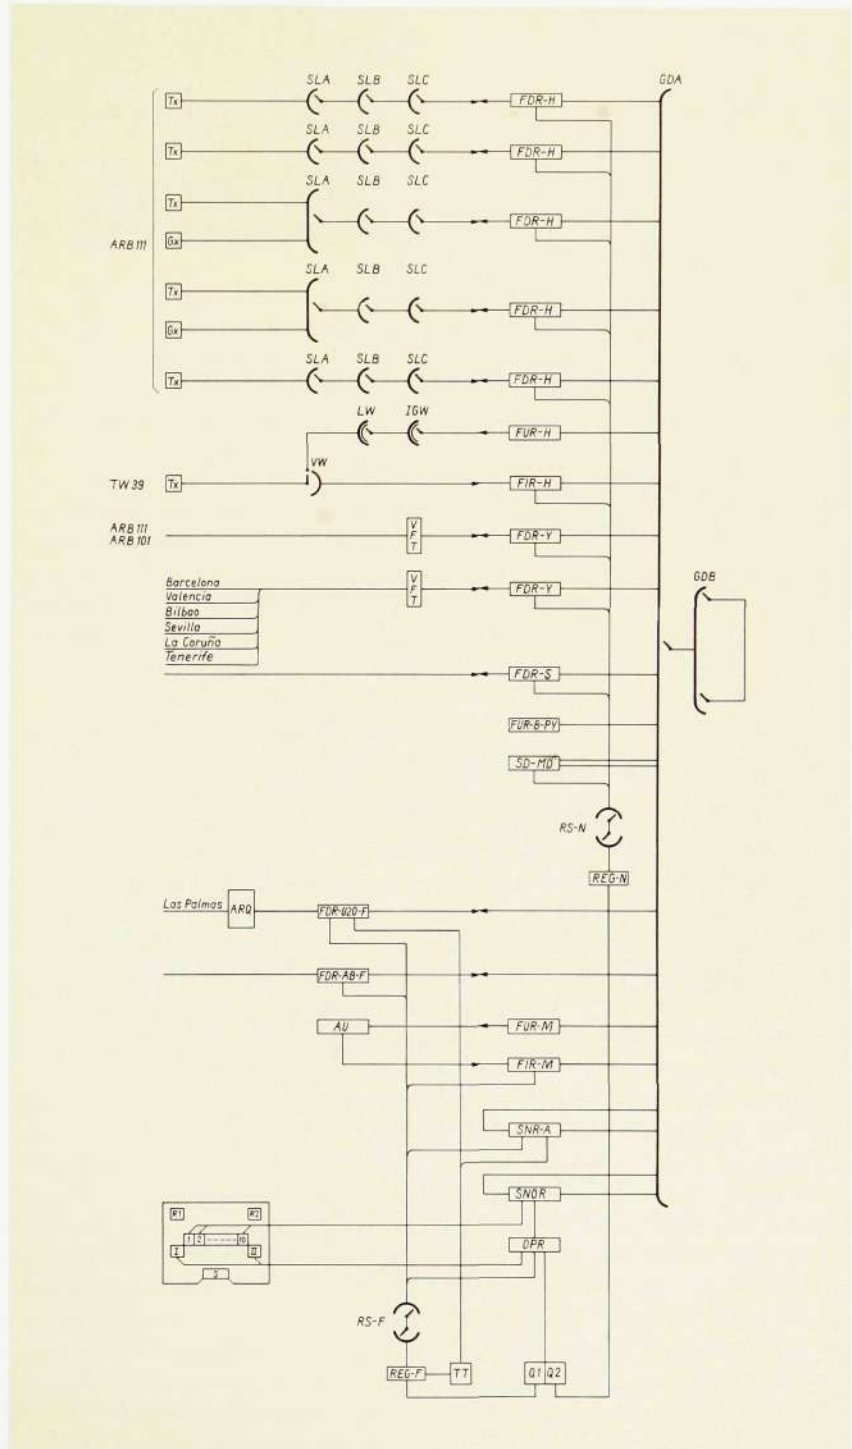 SLA SLB SLC GDA
Tx FDR-H
SLA SLB SLC
Tx FDR-H
SLA SLB SLC
Tx
FDR-H
ARB 111 Gx
SLA SLB SLC
Tx
FDR-H
Gx
SLA SLB SLC
Tx FDR-H
LW IGW
FUR-H
VW
TW 39 Tx FIR-H
ARB 111
ARB 101
VFT FDR-Y
Barcelona
Valencia
Bilbao
Sevilla
La Coruña
Tenerife
VFT FDR-Y
GDB
FDR-S
FUR-B-PY
SD-MD
RS-N
REG-N
Las Palmas ARQ FDR-U20-F
FDR-AB-F
AU FUR-M
FIR-M
SNR-A
SNOR
R1 R2
1 2 ------ 10
I II
S
DPR
RS-F
REG-F TT Q1 Q2